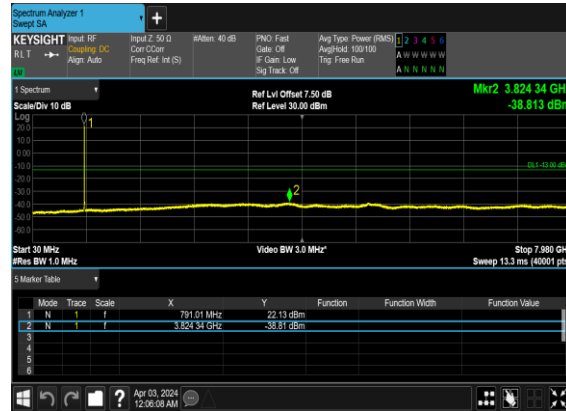 Spectrum Analyzer 1
Swept SA
+
KEYSIGHT Input: RF Input Z: 50 Ω #Atten: 40 dB PNO: Fast Avg Type: Power (RMS) 1 2 3 4 5 6
RLT Coupling: DC Corr CCorr Gate: Off Avg|Hold: 100/100 A W W W W W
Align: Auto Freq Ref: Int (S) IF Gain: Low Trig: Free Run
Sig Track: Off A N N N N N
LW
1 Spectrum Ref Lvl Offset 7.50 dB Mkr2 3.824 34 GH
Scale/Div 10 dB Ref Level 30.00 dBm -38.813 dBm
Log
20.0
10.0
0.00
-10.0 DL1 -13.00 dB
-20.0
-30.0
-40.0
-50.0
-60.0
1
2
Start 30 MHz Video BW 3.0 MHz* Stop 7.980 GH
#Res BW 1.0 MHz Sweep 13.3 ms (40001 pts
5 Marker Table
Mode Trace Scale X Y Function Function Width Function Value
1 N 1 f 791.01 MHz 22.13 dBm
2 N 1 f 3.824 34 GHz -38.81 dBm
3
4
5
6
? Apr 03, 2024
12:06:08 AM